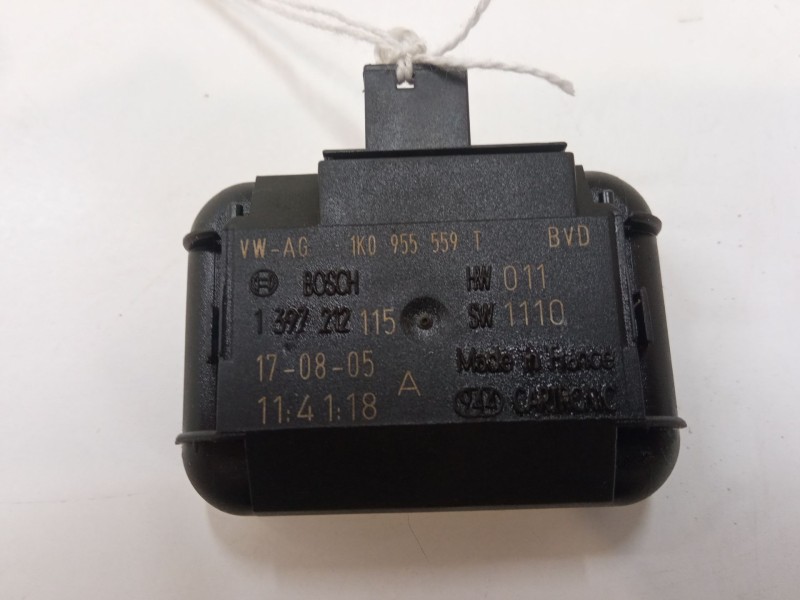 VW-AG 1K0 955 559 T BVD
BOSCH HW 011
1 397 212 115 SW 1110
17-08-05 A Made in France
11:41:18 944